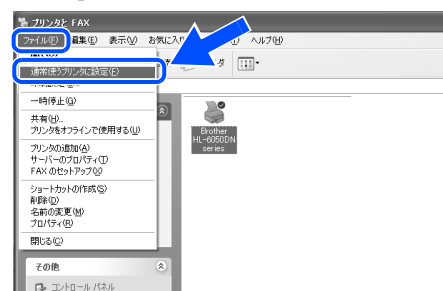 プリンタと FAX
ファイル(F) 編集(E) 表示(V) お気に入り ヘルプ(H)
通常使うプリンタに設定(F)
一時停止(G)
共有(H)...
プリンタをオフラインで使用する(U)
プリンタの追加(A)
サーバーのプロパティ(T)
FAX のセットアップ(X)
ショートカットの作成(S)
削除(D)
名前の変更(M)
プロパティ(R)
閉じる(C)
Brother
HL-6050DN
series
その他
コントロール パネル